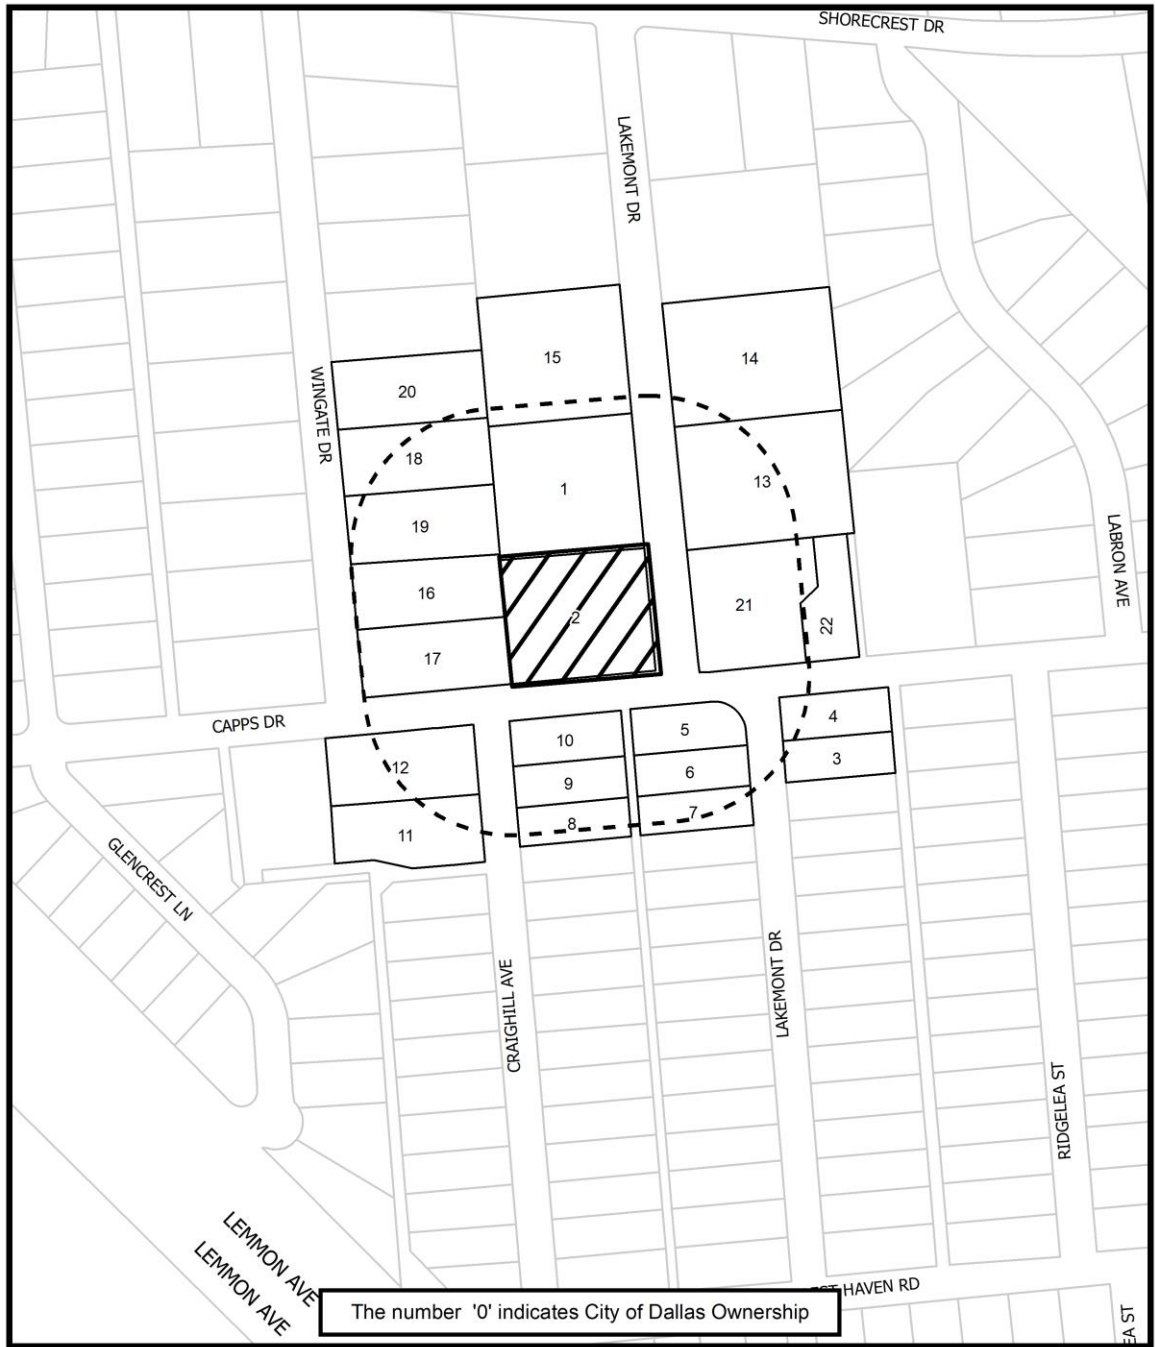 SHORECREST DR
LAKEMONT DR
15
14
20
WINGATE DR
18
13
1
19
LABRON AVE
16
21
2
22
17
CAPPS DR
4
10
5
3
12
9
6
11
8
7
GLENCREST LN
CRAIGHILL AVE
LAKEMONT DR
RIDGELEA ST
LEMMON AVE
LEMMON AVE
HAVEN RD
The number '0' indicates City of Dallas Ownership
ST